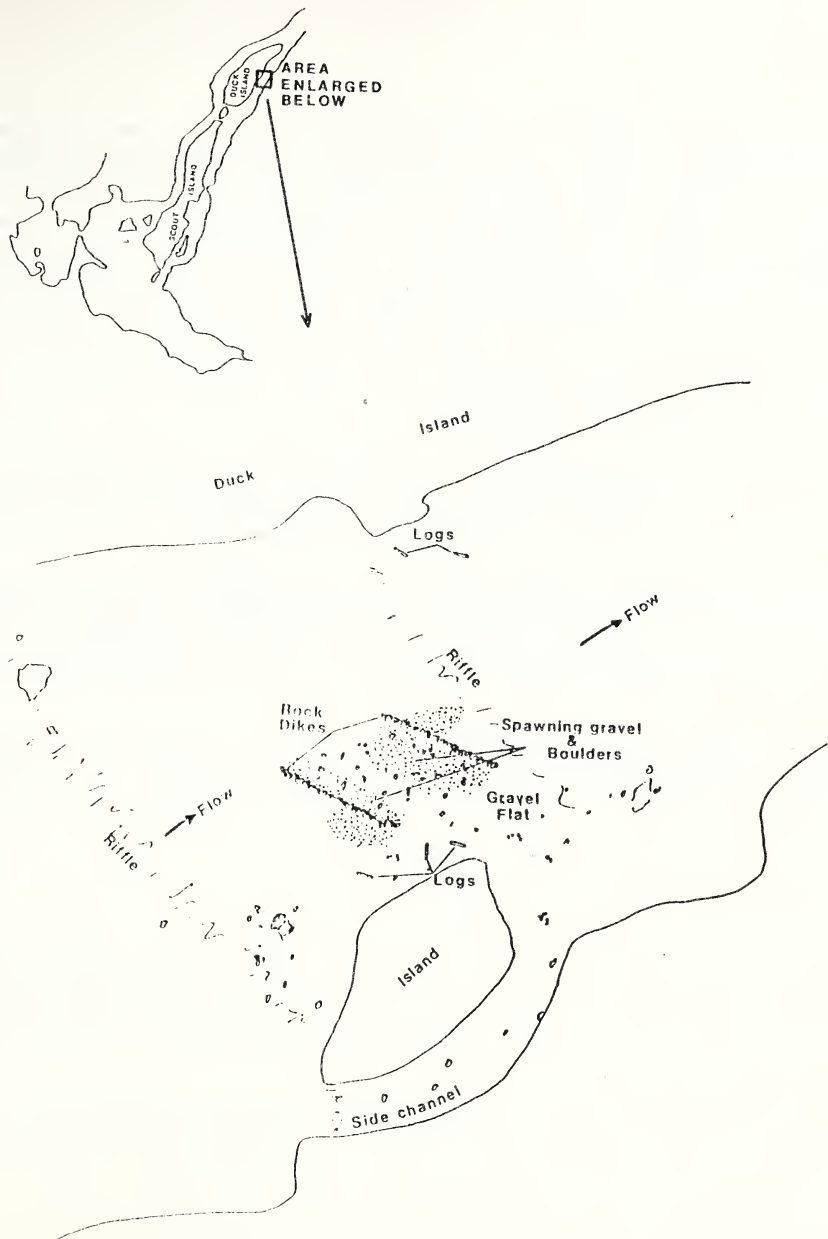 DUCK
ISLAND
AREA
ENLARGED
BELOW
ISLAND
SCOUT
Island
Duck
Logs
Flow
Riffle
Rock
Dikes
Spawning gravel
&
Boulders
Gravel
Flat
Flow
Riffle
Logs
Island
Side channel